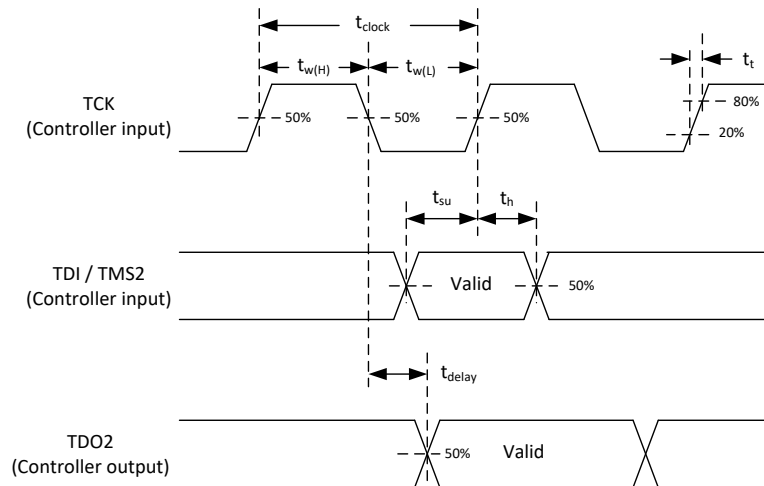 t_clock
t_w(H) t_w(L) t_t
TCK
(Controller input)
50% 50% 50% 80%
20%
t_su t_h
TDI / TMS2
(Controller input)
Valid 50%
t_delay
TDO2
(Controller output)
50% Valid